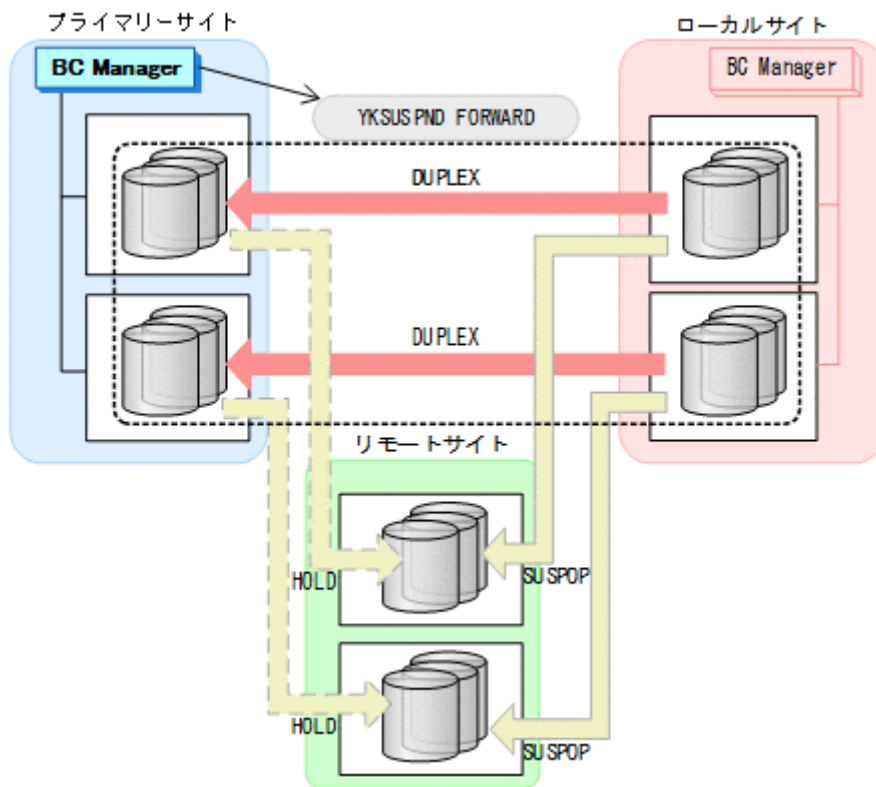 プライマリーサイト
ローカルサイト
BC Manager
BC Manager
YKSUSPND FORWARD
DUPLEX
DUPLEX
リモートサイト
HOLD
SUSPOP
HOLD
SUSPOP